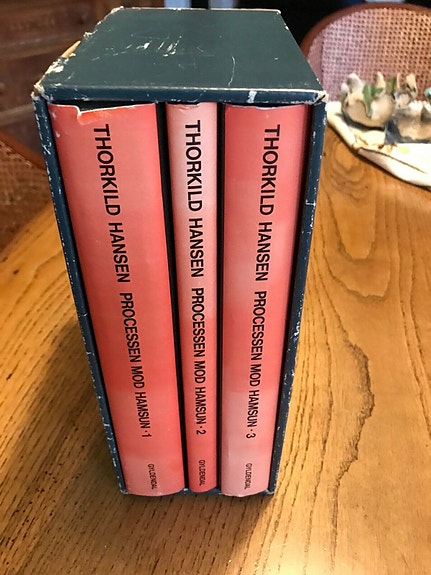 THORKILD HANSEN PROCESSEN MOD HAMSUN · 1 GYLDENDAL
THORKILD HANSEN PROCESSEN MOD HAMSUN · 2 GYLDENDAL
THORKILD HANSEN PROCESSEN MOD HAMSUN · 3 GYLDENDAL